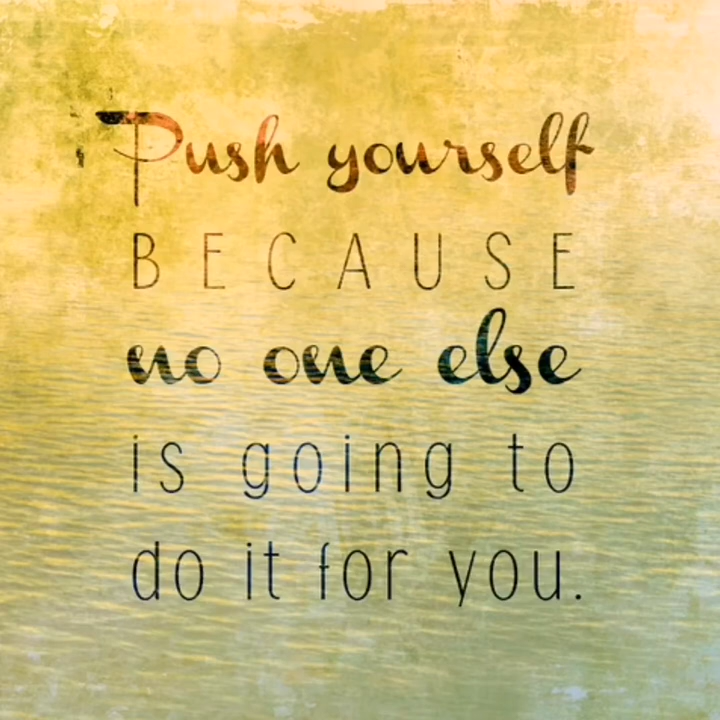 Push yourself
BECAUSE
no one else
is going to
do it for you.